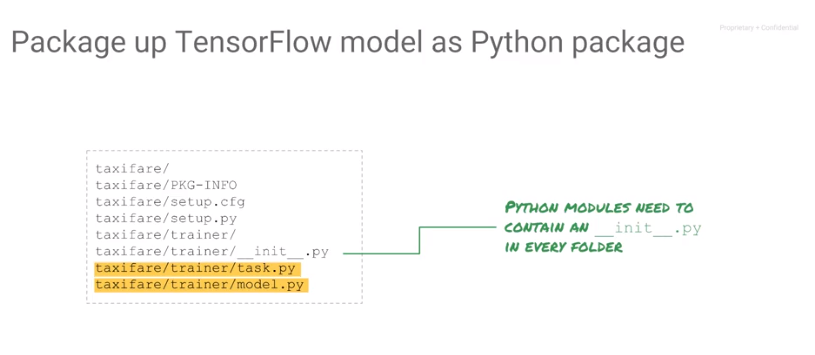 Proprietary + Confidential
Package up TensorFlow model as Python package
taxifare/
taxifare/PKG-INFO
taxifare/setup.cfg
taxifare/setup.py
taxifare/trainer/
taxifare/trainer/__init__.py
taxifare/trainer/task.py
taxifare/trainer/model.py
PYTHON MODULES NEED TO
CONTAIN AN __init__.py
IN EVERY FOLDER